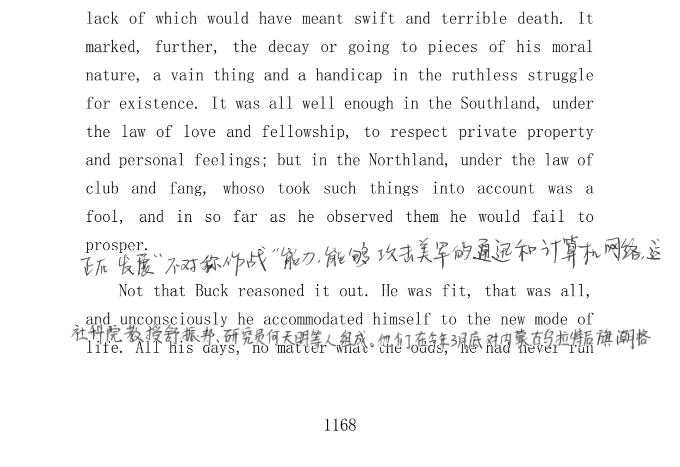 lack of which would have meant swift and terrible death. It
marked, further, the decay or going to pieces of his moral
nature, a vain thing and a handicap in the ruthless struggle
for existence. It was all well enough in the Southland, under
the law of love and fellowship, to respect private property
and personal feelings; but in the Northland, under the law of
club and fang, whoso took such things into account was a
fool, and in so far as he observed them he would fail to
prosper.
正在发展“不对称作战”能力,能够攻击美军的通迅和计算机网络,运
Not that Buck reasoned it out. He was fit, that was all,
and unconsciously he accommodated himself to the new mode of
社科院教授舒振邦、研究员何天明等人组成。他们在今年3月底对内蒙古乌拉特后旗潮格
life. All his days, no matter what the odds, he had never run
1168